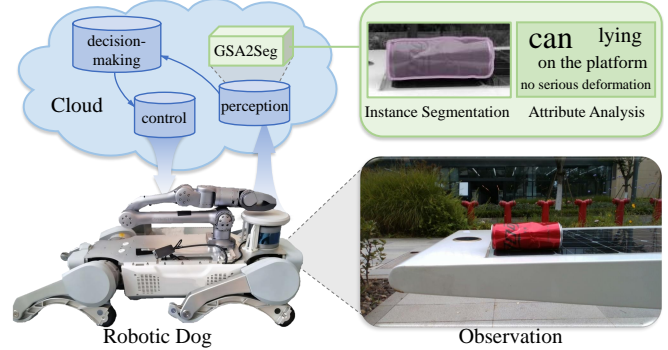 decision-
making
GSA2Seg
Cloud
control
perception
can lying
on the platform
no serious deformation
Instance Segmentation
Attribute Analysis
Robotic Dog
Observation